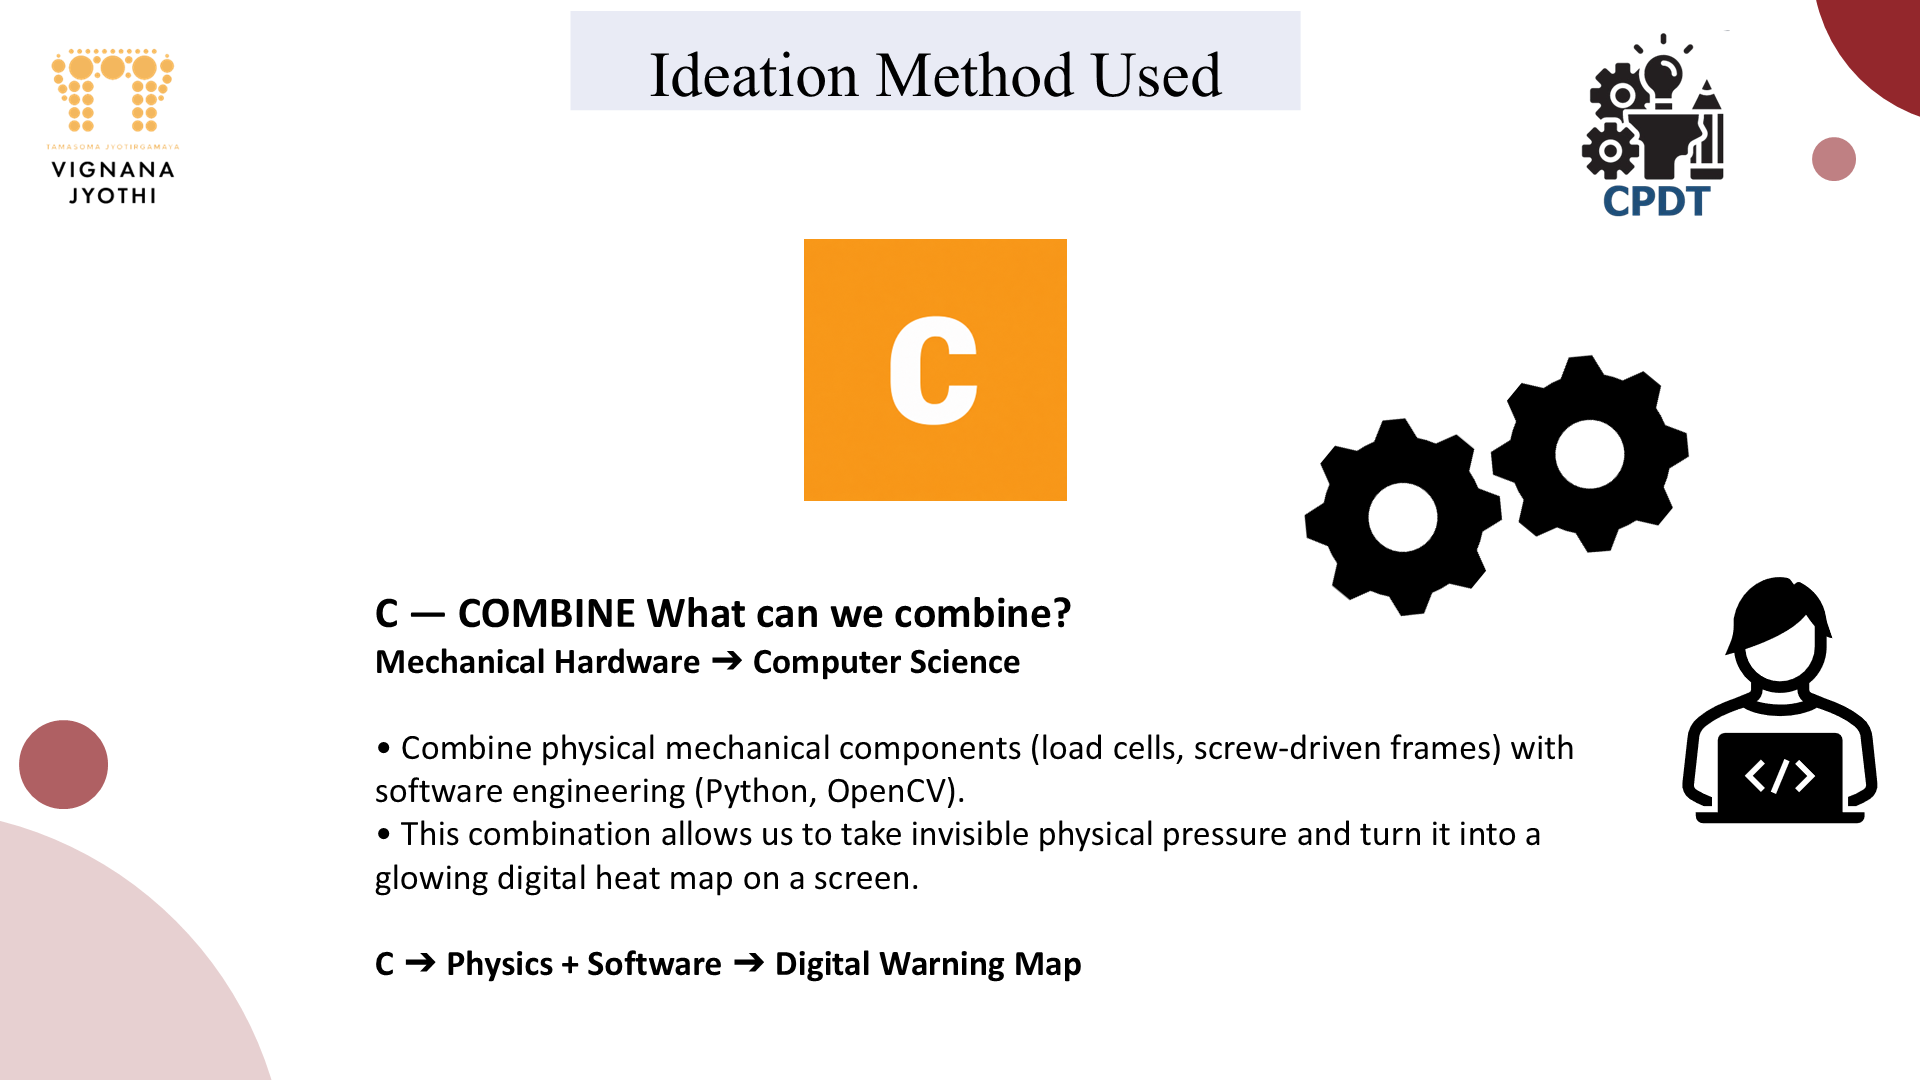 Ideation Method Used
TAMASOMA JYOTIRGAMAYA
VIGNANA
JYOTHI
CPDT
C
C — COMBINE What can we combine?
Mechanical Hardware ➔ Computer Science
• Combine physical mechanical components (load cells, screw-driven frames) with
software engineering (Python, OpenCV).
• This combination allows us to take invisible physical pressure and turn it into a
glowing digital heat map on a screen.
C ➔ Physics + Software ➔ Digital Warning Map
</>